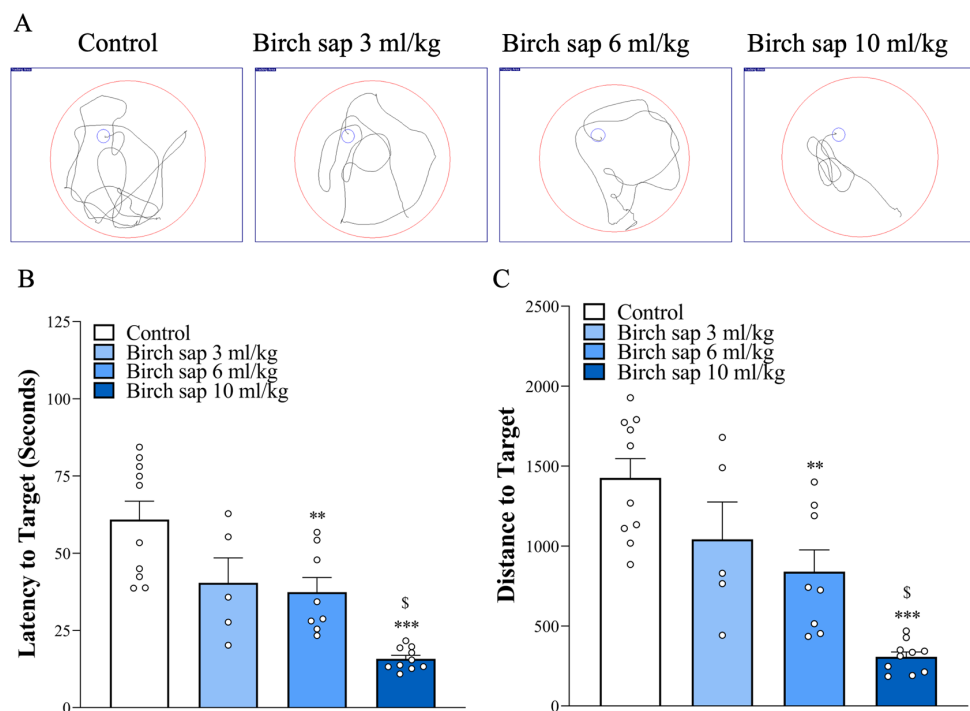 A
Control
Birch sap 3 ml/kg
Birch sap 6 ml/kg
Birch sap 10 ml/kg
B
Latency to Target (Seconds)
125
100
75
50
25
0
Control
Birch sap 3 ml/kg
Birch sap 6 ml/kg
Birch sap 10 ml/kg
**
$
***
C
Distance to Target
2500
2000
1500
1000
500
0
Control
Birch sap 3 ml/kg
Birch sap 6 ml/kg
Birch sap 10 ml/kg
**
$
***